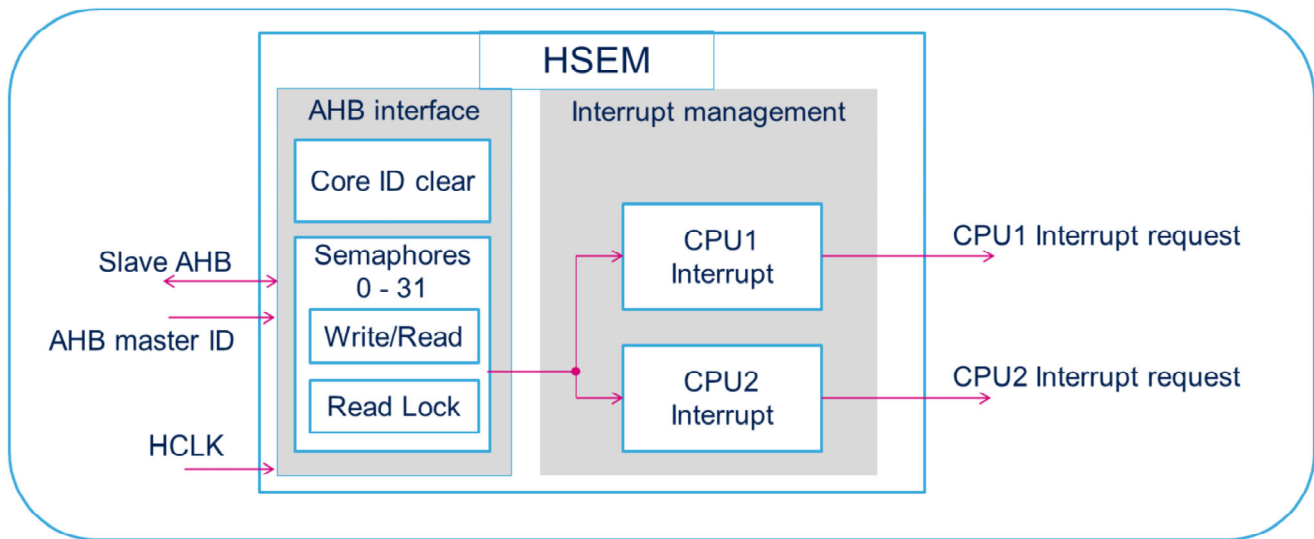 HSEM
AHB interface
Interrupt management
Core ID clear
Semaphores
0 - 31
Write/Read
Read Lock
Slave AHB
AHB master ID
HCLK
CPU1
Interrupt
CPU2
Interrupt
CPU1 Interrupt request
CPU2 Interrupt request